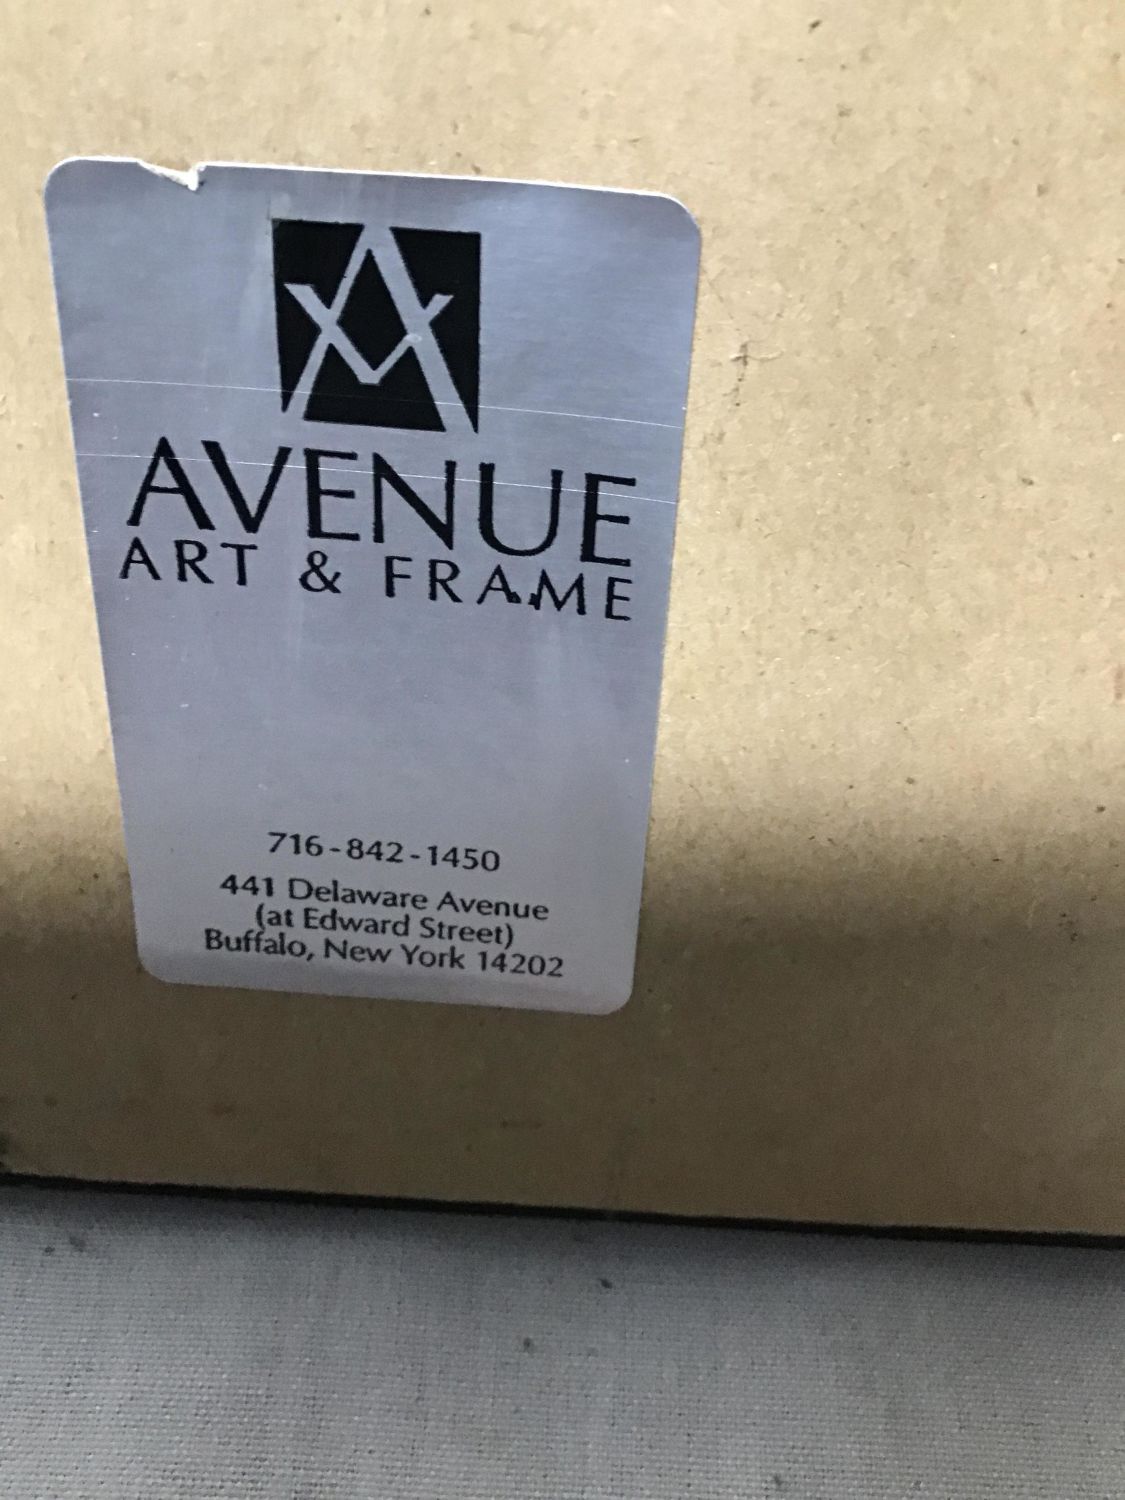 AVENUE
ART & FRAME
716-842-1450
441 Delaware Avenue
(at Edward Street)
Buffalo, New York 14202